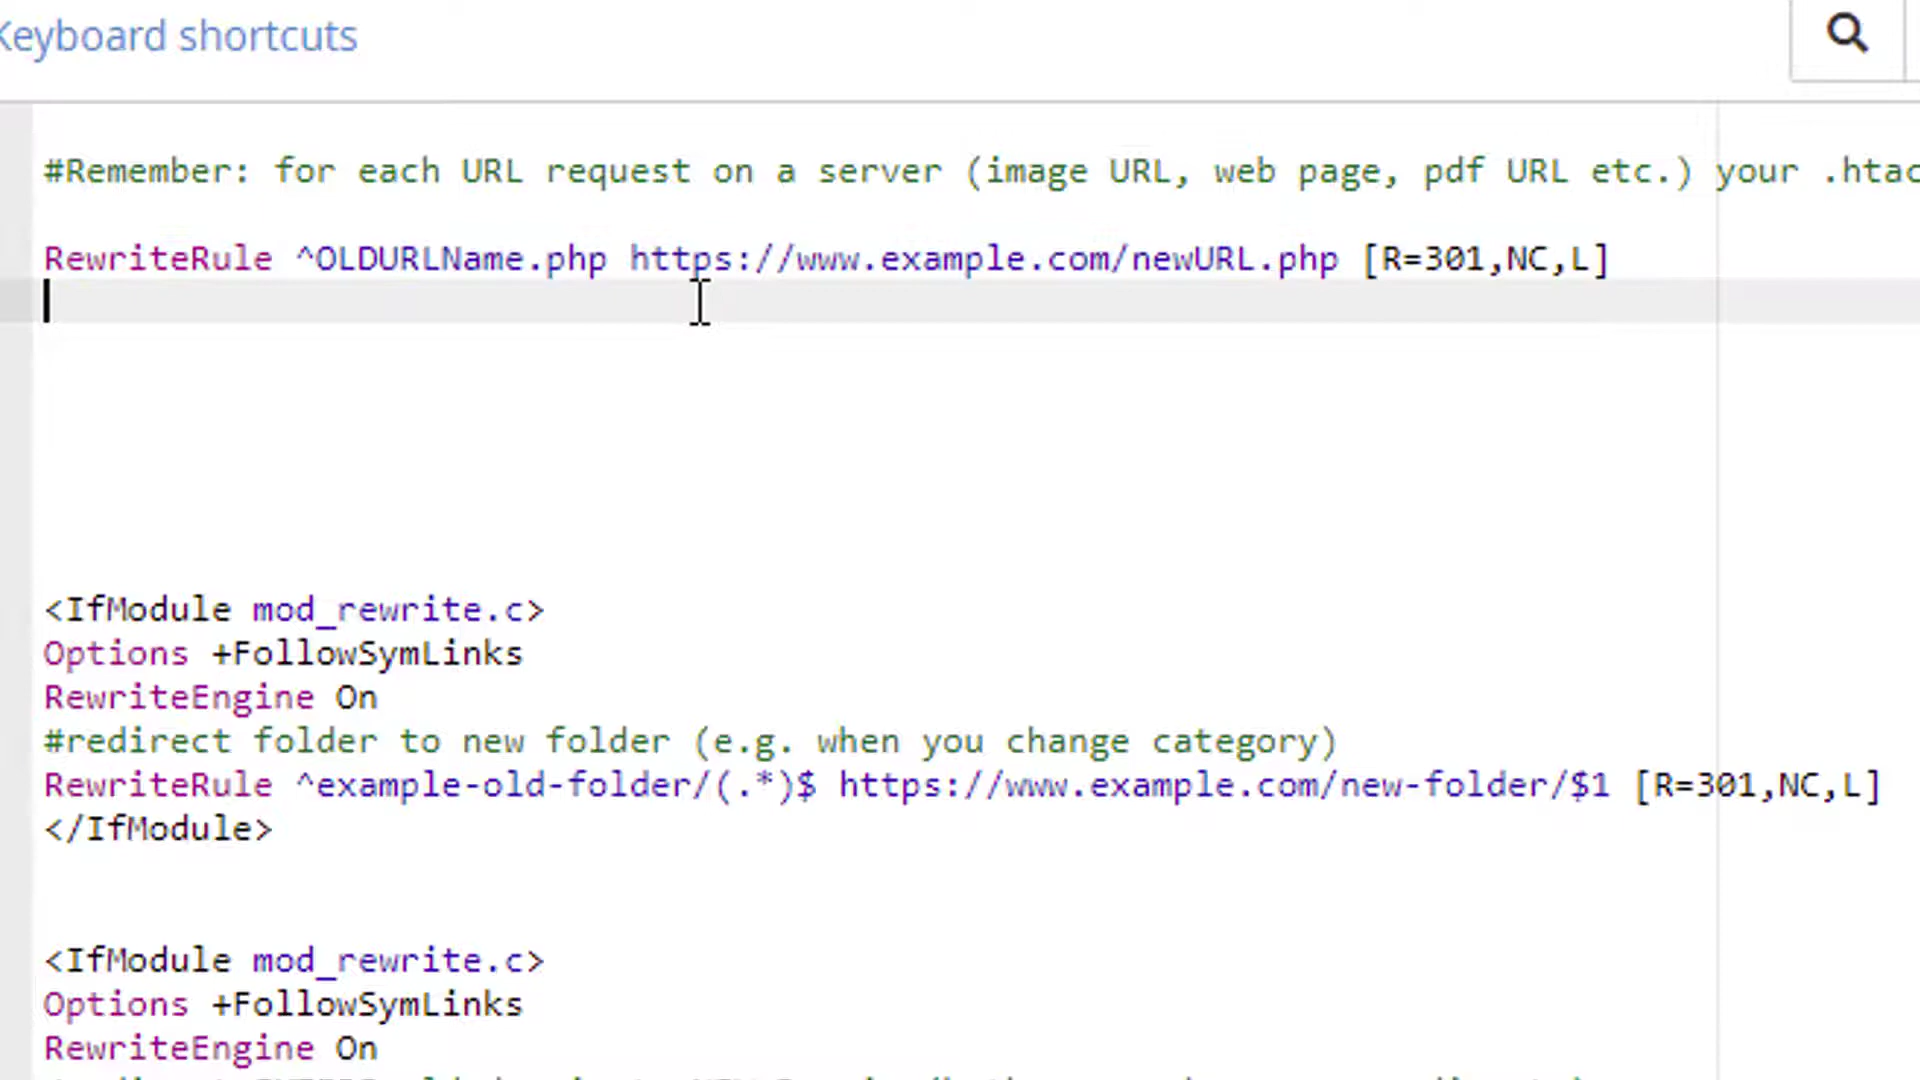 Keyboard shortcuts
#Remember: for each URL request on a server (image URL, web page, pdf URL etc.) your
RewriteRule ^OLDURLName.php https://www.example.com/newURL.php [R=301,NC,L]
<IfModule mod_rewrite.c>
Options +FollowSymLinks
RewriteEngine On
#redirect folder to new folder (e.g. when you change category)
RewriteRule ^example-old-folder/(.*)$ https://www.example.com/new-folder/$1 [R=301,NC,L]
</IfModule>
<IfModule mod_rewrite.c>
Options +FollowSymLinks
RewriteEngine On